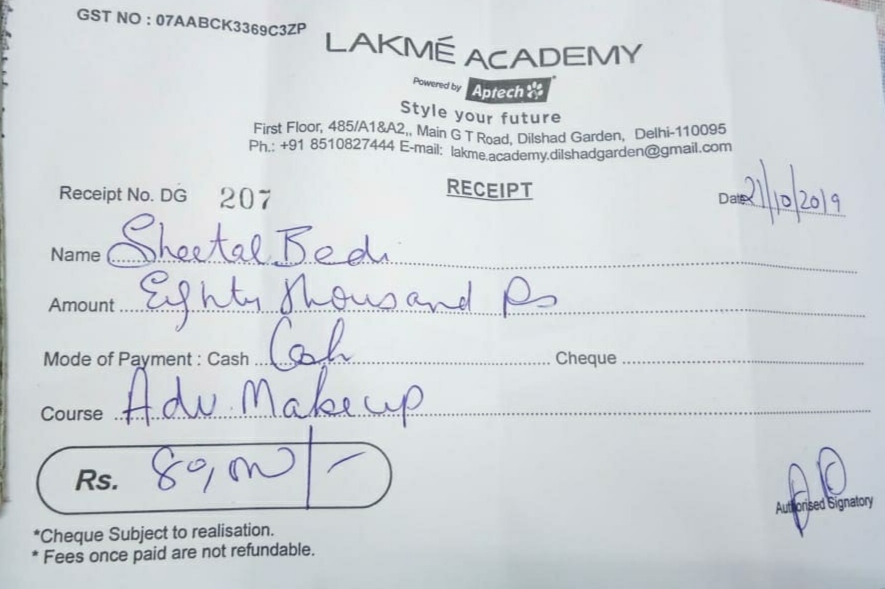 GST NO : 07AABCK3369C3ZP
LAKMÉ ACADEMY
Powered by Aptech
Style your future
First Floor, 485/A1&A2,, Main G T Road, Dilshad Garden, Delhi-110095
Ph.: +91 8510827444 E-mail: lakme.academy.dilshadgarden@gmail.com
Receipt No. DG 207 RECEIPT Date 21/10/2019
Name Sheetal Bedi
Amount Eighty thousand Rs
Mode of Payment : Cash Cash Cheque
Course Adv. Makeup
Rs. 80,000/-
Authorised Signatory
*Cheque Subject to realisation.
* Fees once paid are not refundable.